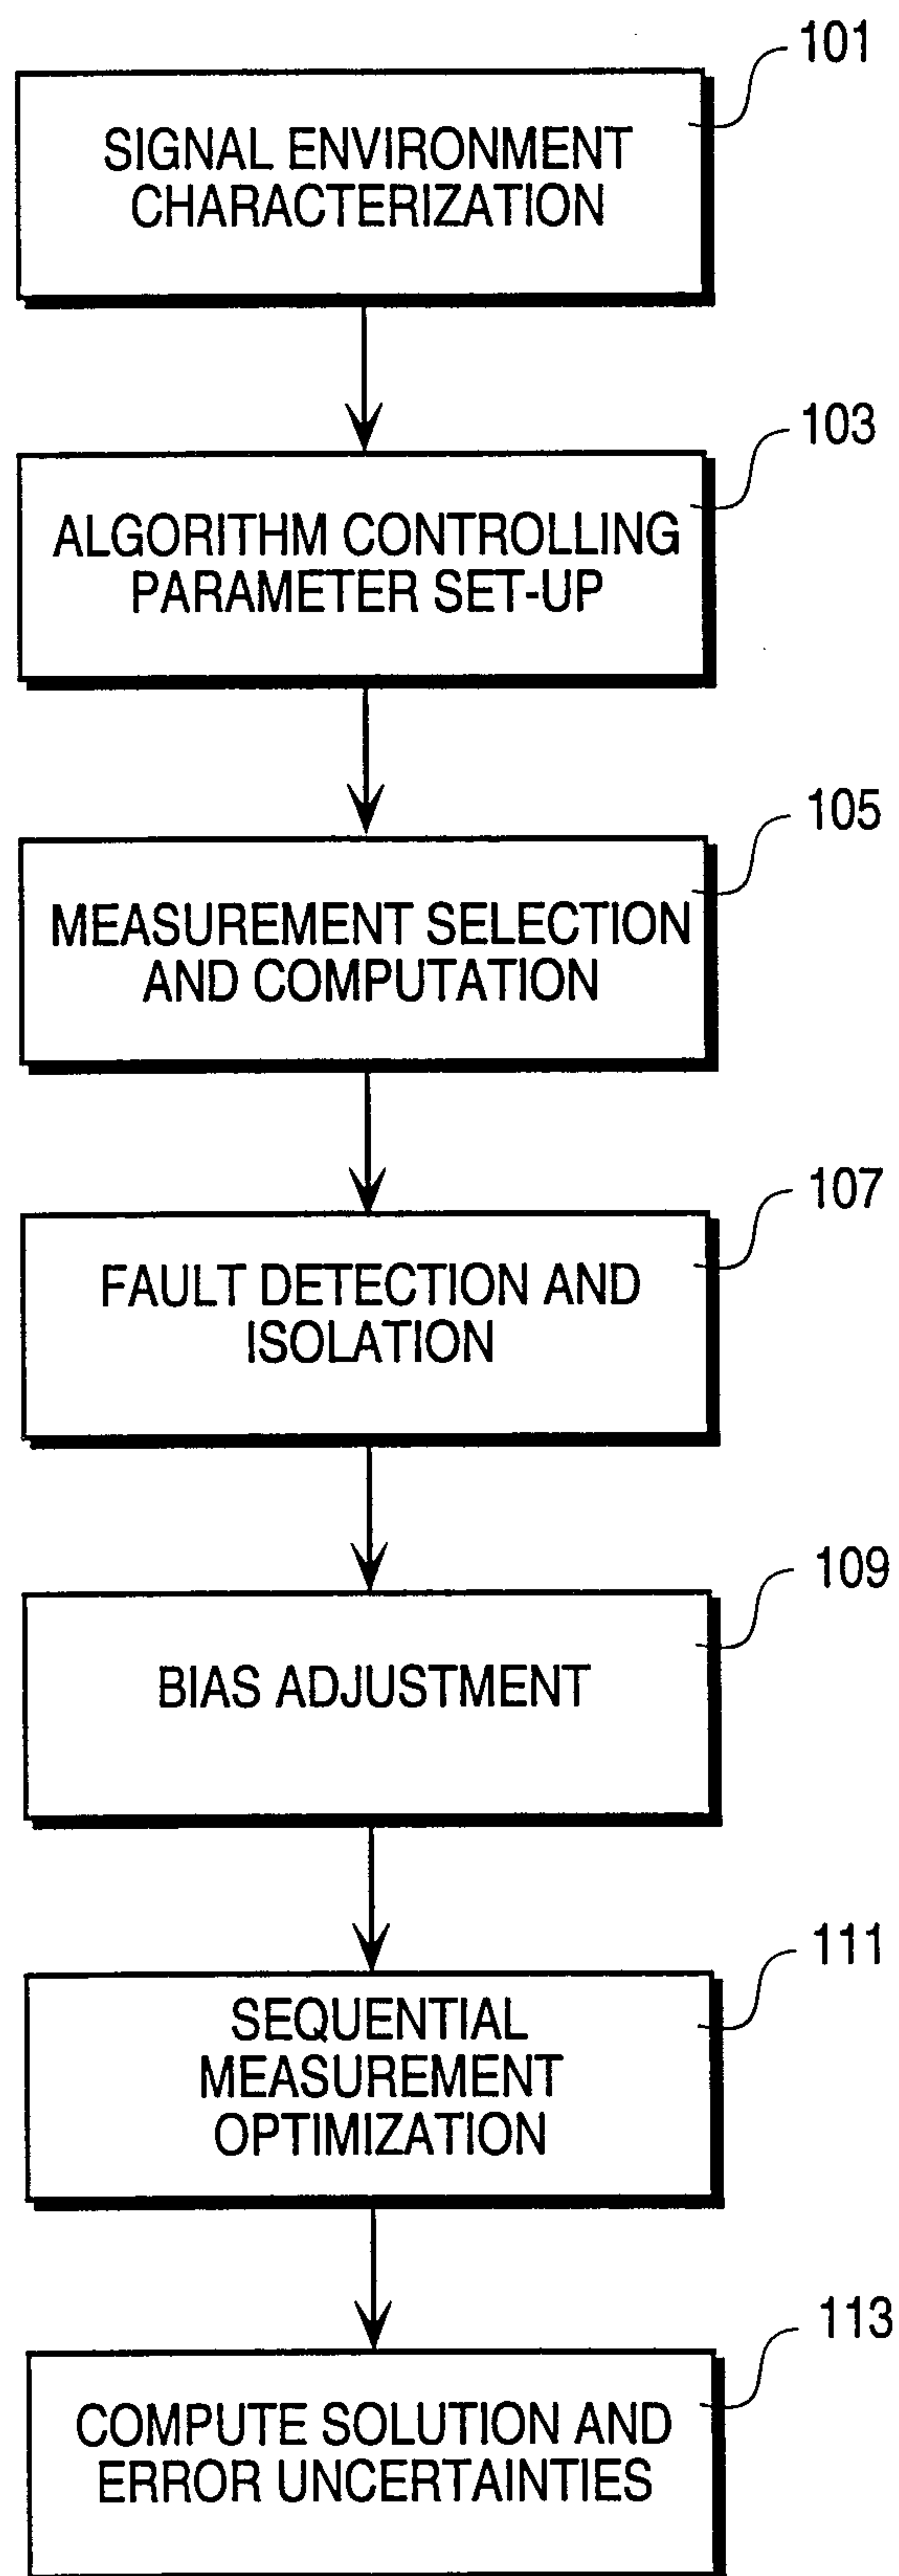 101
SIGNAL ENVIRONMENT
CHARACTERIZATION
103
ALGORITHM CONTROLLING
PARAMETER SET-UP
105
MEASUREMENT SELECTION
AND COMPUTATION
107
FAULT DETECTION AND
ISOLATION
109
BIAS ADJUSTMENT
111
SEQUENTIAL
MEASUREMENT
OPTIMIZATION
113
COMPUTE SOLUTION AND
ERROR UNCERTAINTIES